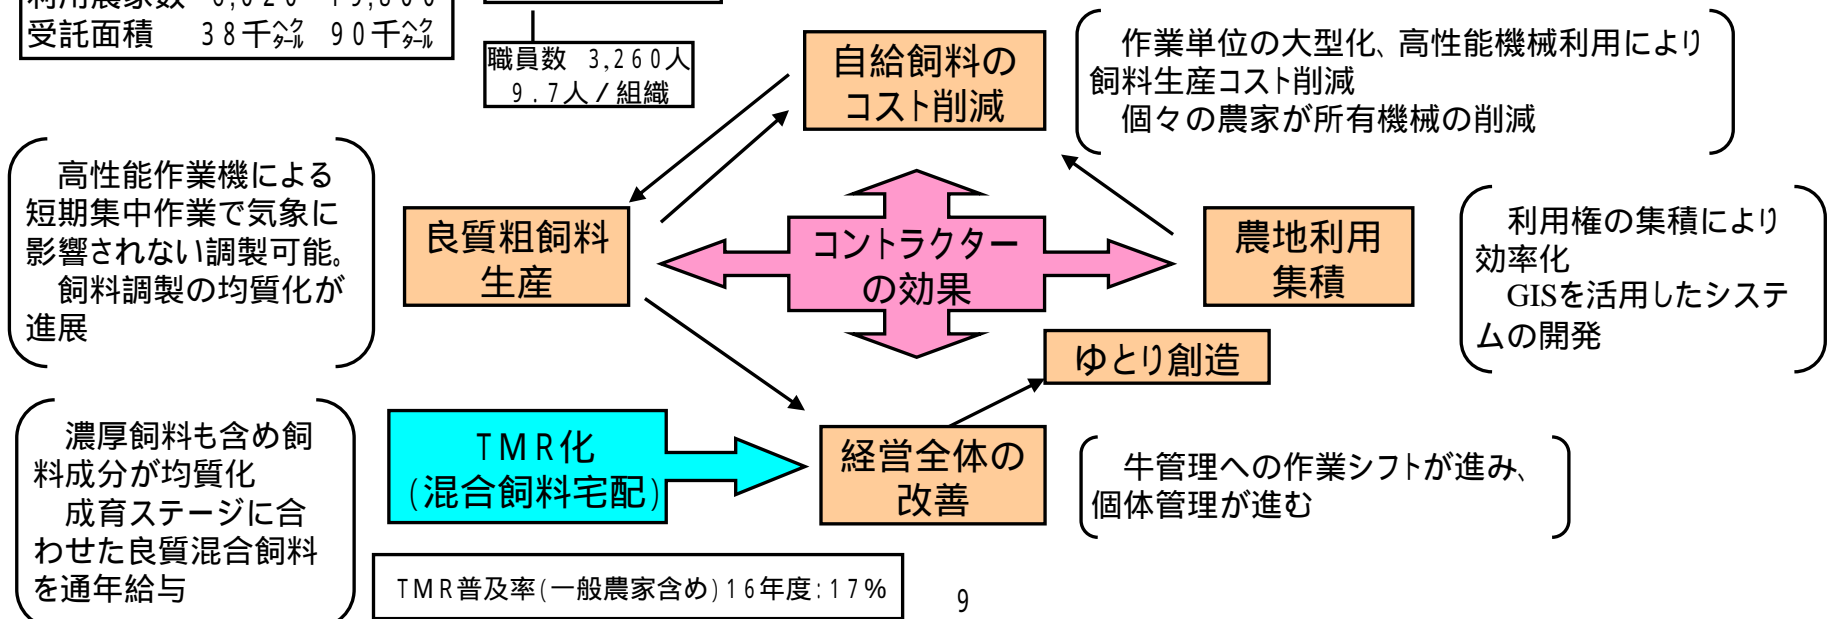 受託面積 38千㌶ 90千㌶
職員数 3,260人
9.7人/組織
自給飼料の
コスト削減
作業単位の大型化、高性能機械利用により
飼料生産コスト削減
個々の農家が所有機械の削減
高性能作業機による
短期集中作業で気象に
影響されない調製可能。
飼料調製の均質化が
進展
良質粗飼料
生産
コントラクター
の効果
農地利用
集積
利用権の集積により
効率化
GISを活用したシステ
ムの開発
ゆとり創造
濃厚飼料も含め飼
料成分が均質化
成育ステージに合
わせた良質混合飼料
を通年給与
TMR化
(混合飼料宅配)
経営全体の
改善
牛管理への作業シフトが進み、
個体管理が進む
TMR普及率(一般農家含め)16年度:17%
9